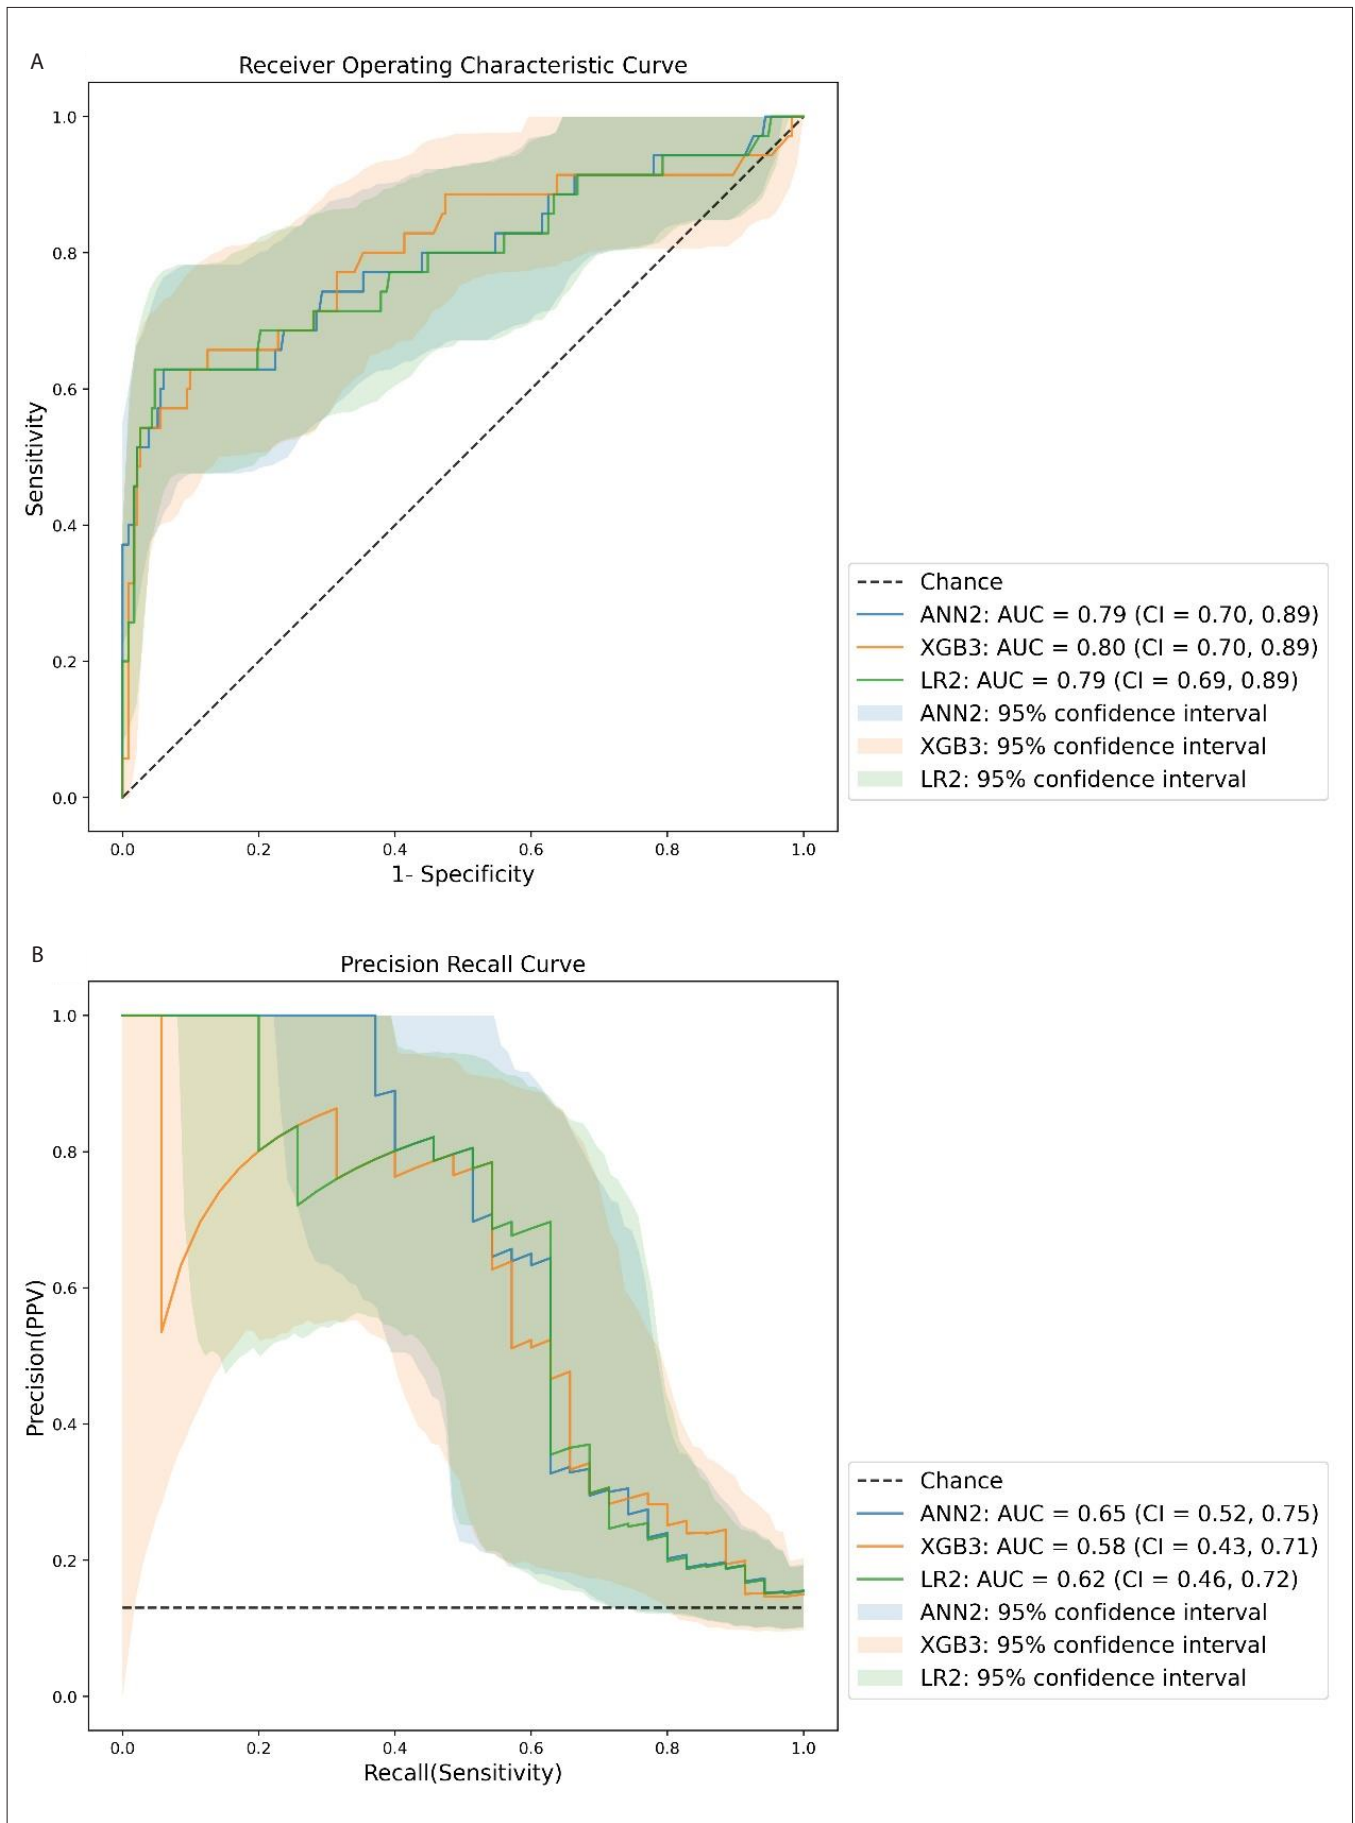 A
Receiver Operating Characteristic Curve
1.0
0.8
0.6
0.4
0.2
0.0
Sensitivity
0.0 0.2 0.4 0.6 0.8 1.0
1- Specificity
Chance
ANN2: AUC = 0.79 (CI = 0.70, 0.89)
XGB3: AUC = 0.80 (CI = 0.70, 0.89)
LR2: AUC = 0.79 (CI = 0.69, 0.89)
ANN2: 95% confidence interval
XGB3: 95% confidence interval
LR2: 95% confidence interval
B
Precision Recall Curve
1.0
0.8
0.6
0.4
0.2
0.0
Precision(PPV)
0.0 0.2 0.4 0.6 0.8 1.0
Recall(Sensitivity)
Chance
ANN2: AUC = 0.65 (CI = 0.52, 0.75)
XGB3: AUC = 0.58 (CI = 0.43, 0.71)
LR2: AUC = 0.62 (CI = 0.46, 0.72)
ANN2: 95% confidence interval
XGB3: 95% confidence interval
LR2: 95% confidence interval